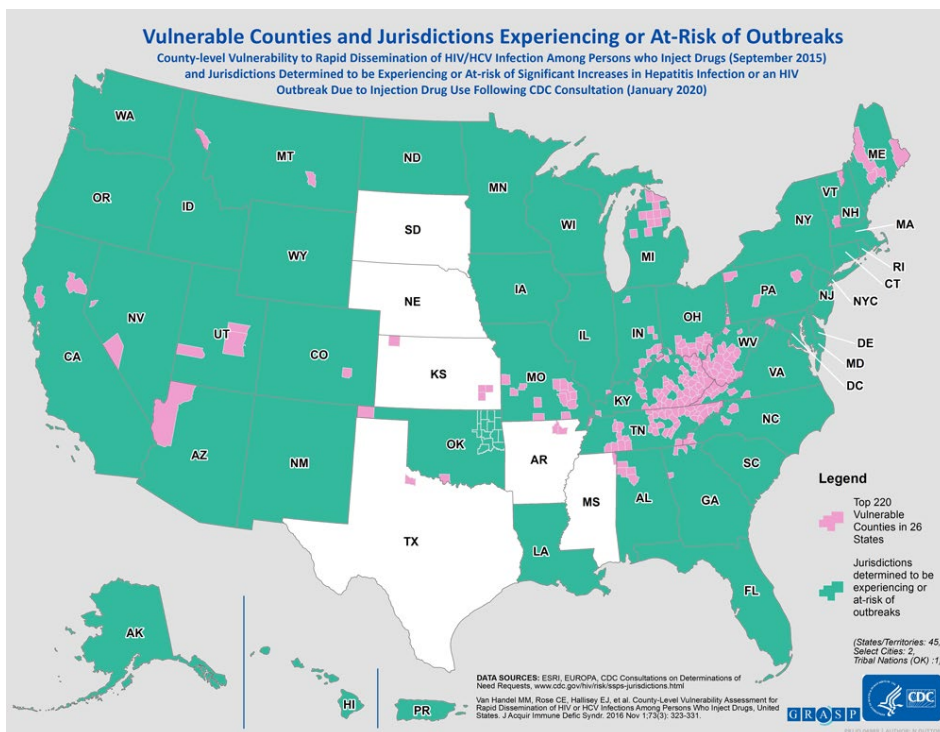 Vulnerable Counties and Jurisdictions Experiencing or At-Risk of Outbreaks
County-level Vulnerability to Rapid Dissemination of HIV/HCV Infection Among Persons who Inject Drugs (September 2015)
and Jurisdictions Determined to be Experiencing or At-risk of Significant Increases in Hepatitis Infection or an HIV
Outbreak Due to Injection Drug Use Following CDC Consultation (January 2020)
WA
MT
ND
MN
ME
VT
NH
MA
OR
ID
SD
WI
NY
RI
CT
WY
MI
NE
IA
PA
NJ
NYC
NV
UT
CO
IL
IN
OH
WV
DE
MD
DC
CA
KS
MO
KY
VA
NC
AZ
NM
OK
TN
AR
SC
MS
AL
GA
TX
LA
FL
AK
HI
PR
Legend
Top 220
Vulnerable
Counties in 26
States
Jurisdictions
determined to be
experiencing or
at-risk of
outbreaks
(States/Territories: 45,
Select Cities: 2,
Tribal Nations (OK) :1)
DATA SOURCES: ESRI, EUROPA, CDC Consultations on Determinations of
Need Requests, www.cdc.gov/hiv/risk/ssps-jurisdictions.html
Van Handel MM, Rose CE, Hallisey EJ, et al. County-Level Vulnerability Assessment for
Rapid Dissemination of HIV or HCV Infections Among Persons Who Inject Drugs, United
States. J Acquir Immune Defic Syndr. 2016 Nov 1;73(3): 323-331.
GRASP
CDC